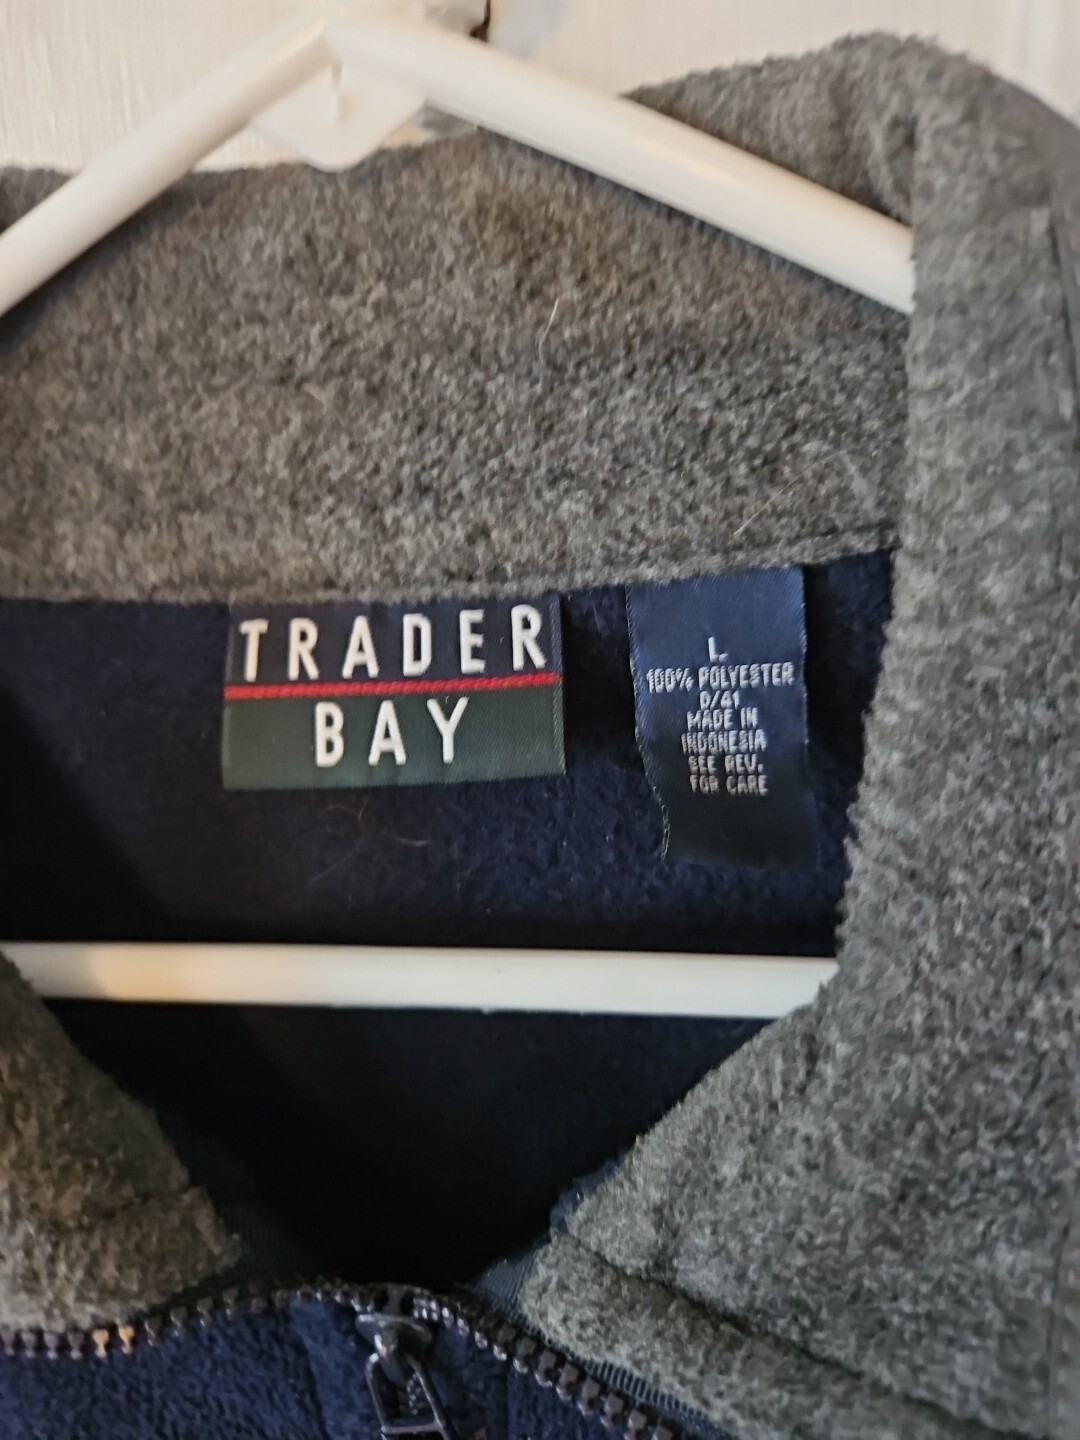 TRADER
BAY
L
100% POLYESTER
0/41
MADE IN
INDONESIA
SEE REV.
FOR CARE